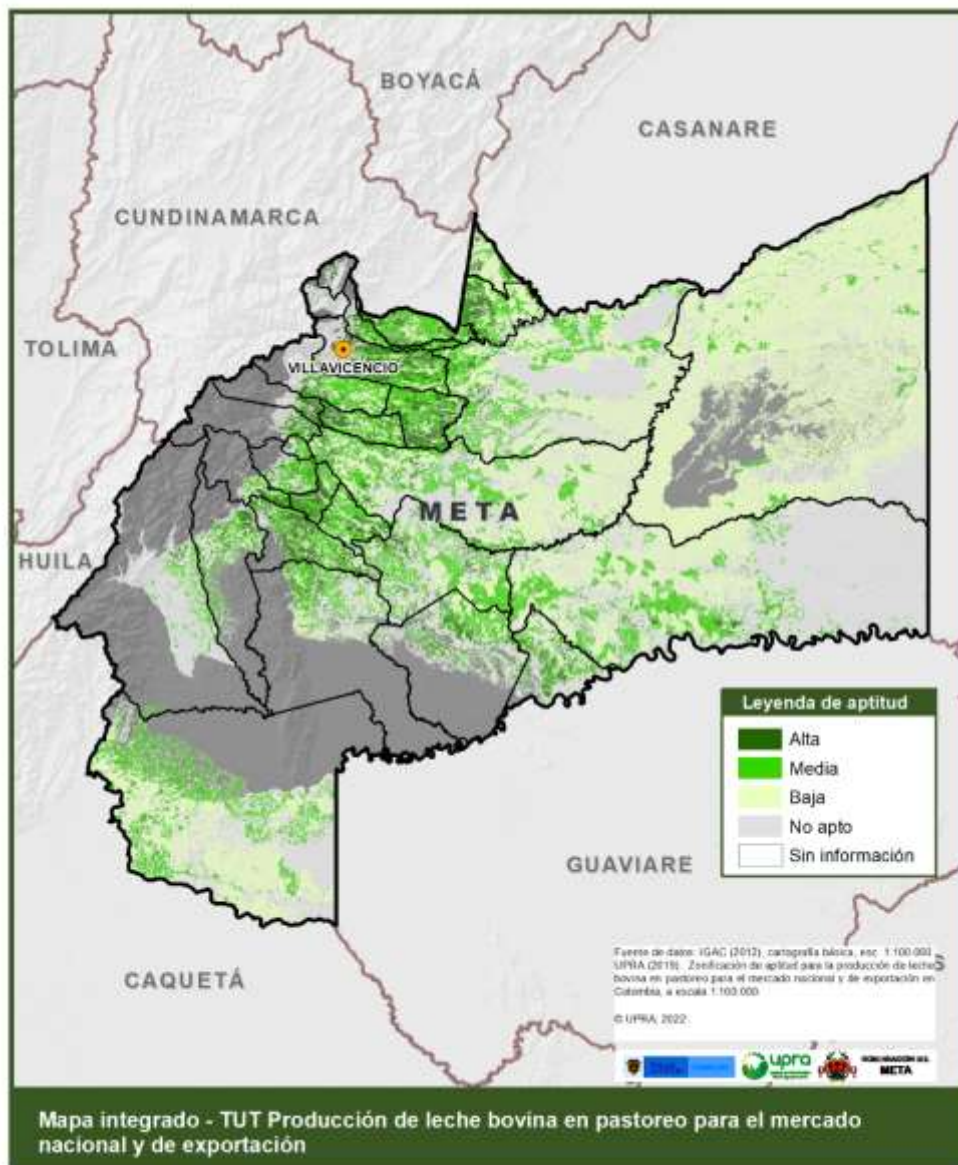 BOYACÁ
CASANARE
CUNDINAMARCA
TOLIMA
VILLAVICENCIO
META
HUILA
Leyenda de aptitud
Alta
Media
Baja
No apto
Sin información
GUAVIARE
CAQUETÁ
Fuente de datos: IGAC (2012), cartografía básica, esc. 1:100.000
UPRA (2019). Zonificación de aptitud para la producción de leche
bovina en pastoreo para el mercado nacional y de exportación en
Colombia, a escala 1:100.000
© UPRA, 2022.
upra
META
Mapa integrado - TUT Producción de leche bovina en pastoreo para el mercado
nacional y de exportación